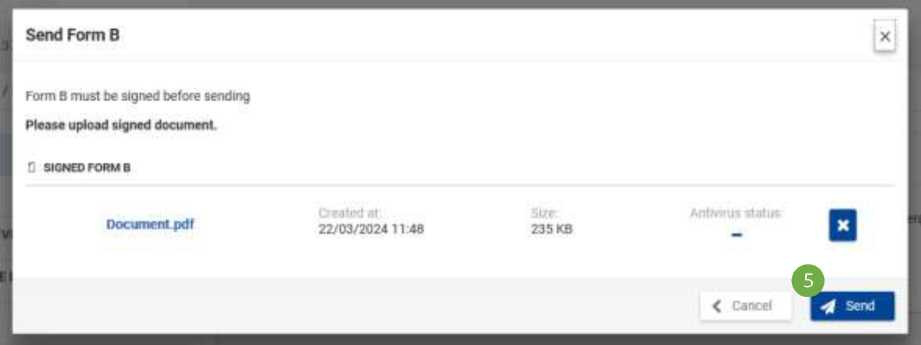 Send Form B
Form B must be signed before sending
Please upload signed document.
SIGNED FORM B
Document.pdf
Created at:
22/03/2024 11:48
Size:
235 KB
Antivirus status:
–
5
Cancel
Send